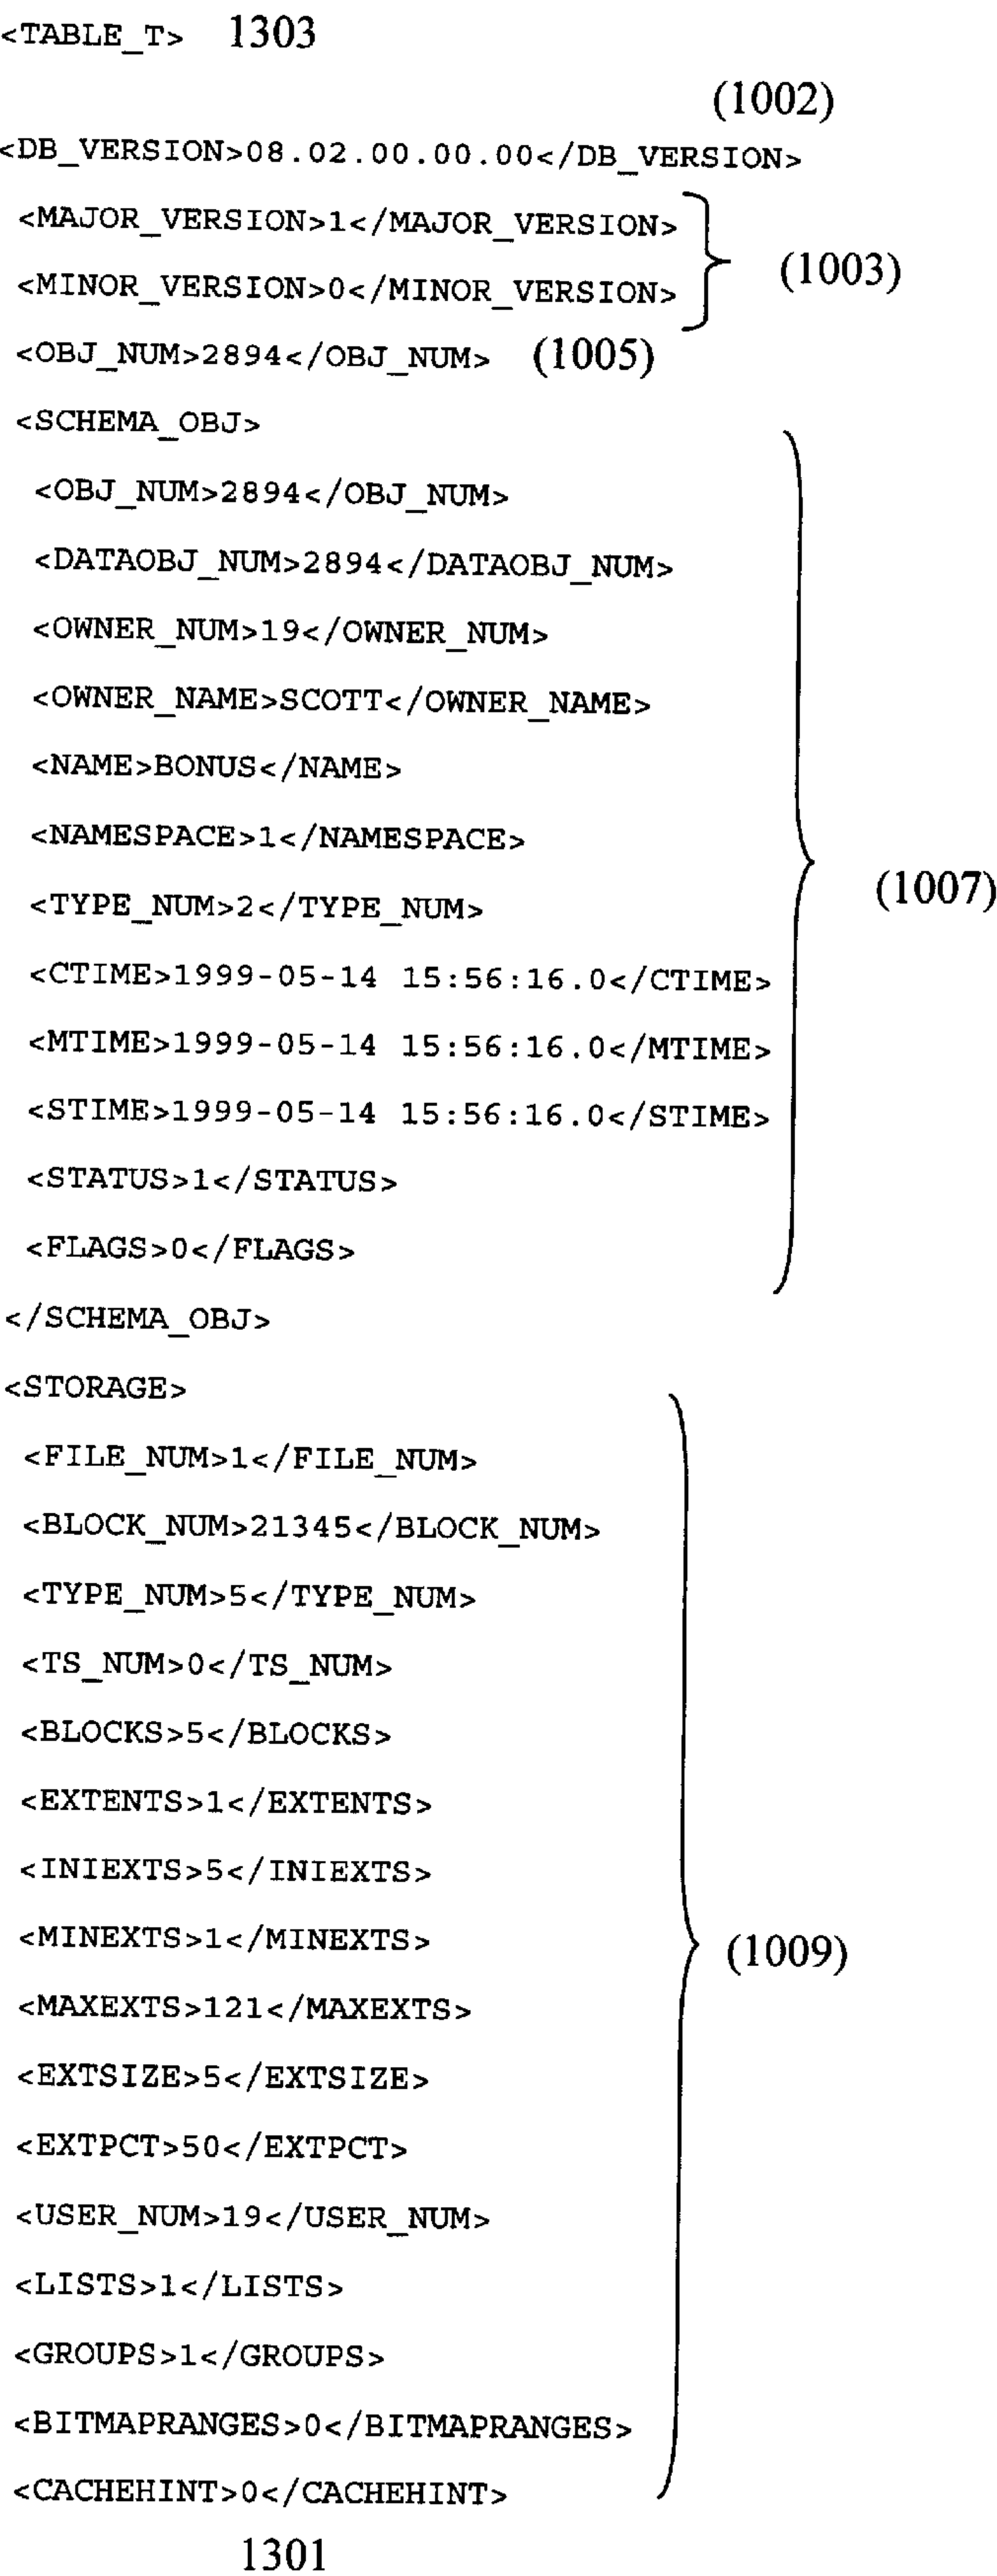 <TABLE_T> 1303
(1002)
<DB_VERSION>08.02.00.00.00</DB_VERSION>
<MAJOR_VERSION>1</MAJOR_VERSION>
(1003)
<MINOR_VERSION>0</MINOR_VERSION>
<OBJ_NUM>2894</OBJ_NUM> (1005)
<SCHEMA_OBJ>
<OBJ_NUM>2894</OBJ_NUM>
<DATAOBJ_NUM>2894</DATAOBJ_NUM>
<OWNER_NUM>19</OWNER_NUM>
<OWNER_NAME>SCOTT</OWNER_NAME>
<NAME>BONUS</NAME>
<NAMESPACE>1</NAMESPACE>
(1007)
<TYPE_NUM>2</TYPE_NUM>
<CTIME>1999-05-14 15:56:16.0</CTIME>
<MTIME>1999-05-14 15:56:16.0</MTIME>
<STIME>1999-05-14 15:56:16.0</STIME>
<STATUS>1</STATUS>
<FLAGS>0</FLAGS>
</SCHEMA_OBJ>
<STORAGE>
<FILE_NUM>1</FILE_NUM>
<BLOCK_NUM>21345</BLOCK_NUM>
<TYPE_NUM>5</TYPE_NUM>
<TS_NUM>0</TS_NUM>
<BLOCKS>5</BLOCKS>
<EXTENTS>1</EXTENTS>
<INIEXTS>5</INIEXTS>
<MINEXTS>1</MINEXTS>
(1009)
<MAXEXTS>121</MAXEXTS>
<EXTSIZE>5</EXTSIZE>
<EXTPCT>50</EXTPCT>
<USER_NUM>19</USER_NUM>
<LISTS>1</LISTS>
<GROUPS>1</GROUPS>
<BITMAPRANGES>0</BITMAPRANGES>
<CACHEHINT>0</CACHEHINT>
1301